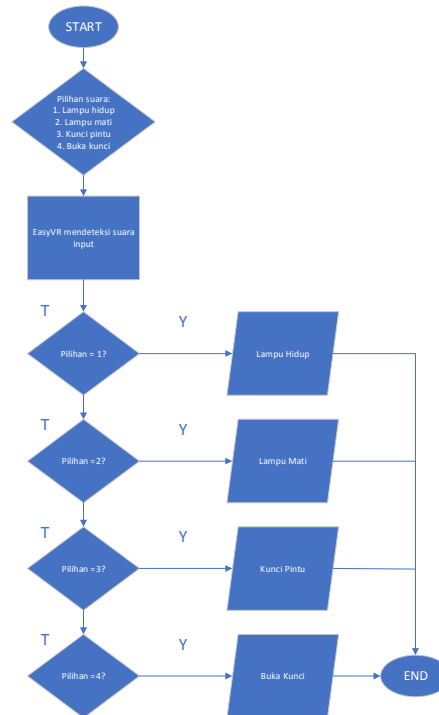 START
Pilihan suara:
1. Lampu hidup
2. Lampu mati
3. Kunci pintu
4. Buka kunci
EasyVR mendeteksi suara
input
T
Y
Pilihan = 1?
Lampu Hidup
T
Y
Pilihan =2?
Lampu Mati
T
Y
Pilihan =3?
Kunci Pintu
T
Y
Pilihan =4?
Buka Kunci
END